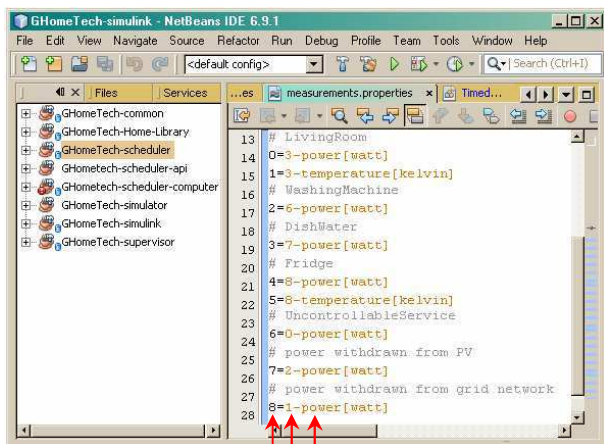 GHomeTech-simulink - NetBeans IDE 6.9.1
File Edit View Navigate Source Refactor Run Debug Profile Team Tools Window Help
<default config> Search (Ctrl+I)
Files Services ...es measurements.properties Timed...
GHomeTech-common
GHomeTech-Home-Library
GHomeTech-scheduler
GHometech-scheduler-api
GHometech-scheduler-computer
GHomeTech-simulator
GHomeTech-simulink
GHomeTech-supervisor
13 # LivingRoom
14 0=3-power[watt]
15 1=3-temperature[kelvin]
16 # WashingMachine
17 2=6-power[watt]
18 # DishWater
19 3=7-power[watt]
20 # Fridge
21 4=8-power[watt]
22 5=8-temperature[kelvin]
23 # UncontrollableService
24 6=0-power[watt]
25 # power withdrawn from PV
26 7=2-power[watt]
27 # power withdrawn from grid network
28 8=1-power[watt]